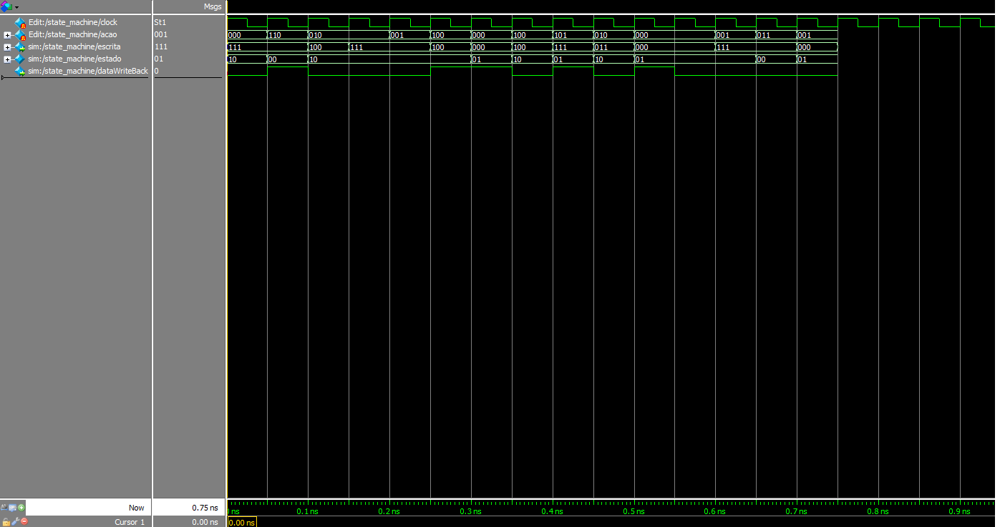 Msgs
Edit:/state_machine/clock St1
Edit:/state_machine/acao 001 000 110 010 001 100 000 100 101 010 000 001 011 001
sim:/state_machine/escrita 111 111 100 111 100 000 100 111 011 000 111 000
sim:/state_machine/estado 01 10 00 10 01 10 01 10 01 00 01
sim:/state_machine/dataWriteBack 0
Now 0.75 ns ns 0.1 ns 0.2 ns 0.3 ns 0.4 ns 0.5 ns 0.6 ns 0.7 ns 0.8 ns 0.9 ns
Cursor 1 0.00 ns 0.00 ns